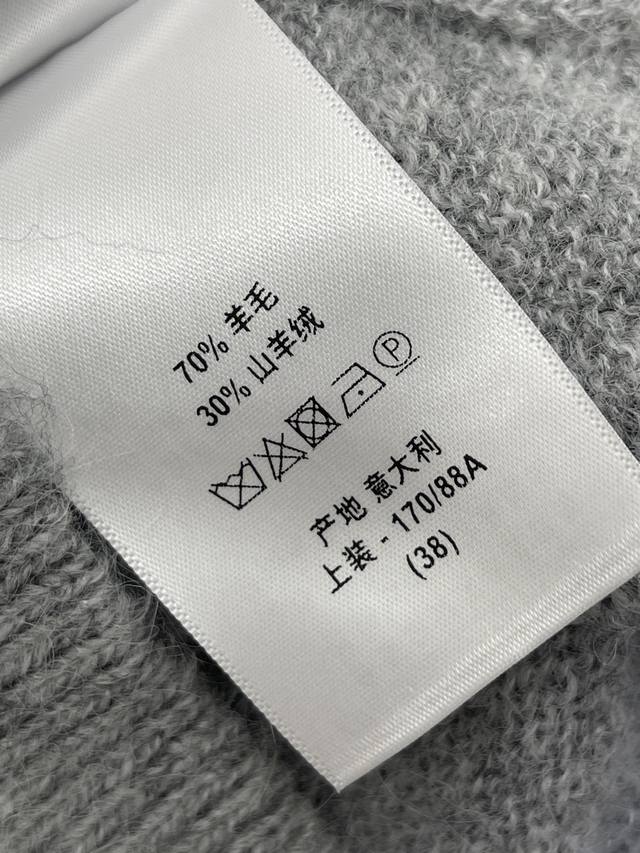 70% 羊毛
30% 山羊绒
P
产地 意大利
上装 - 170/88A
(38)